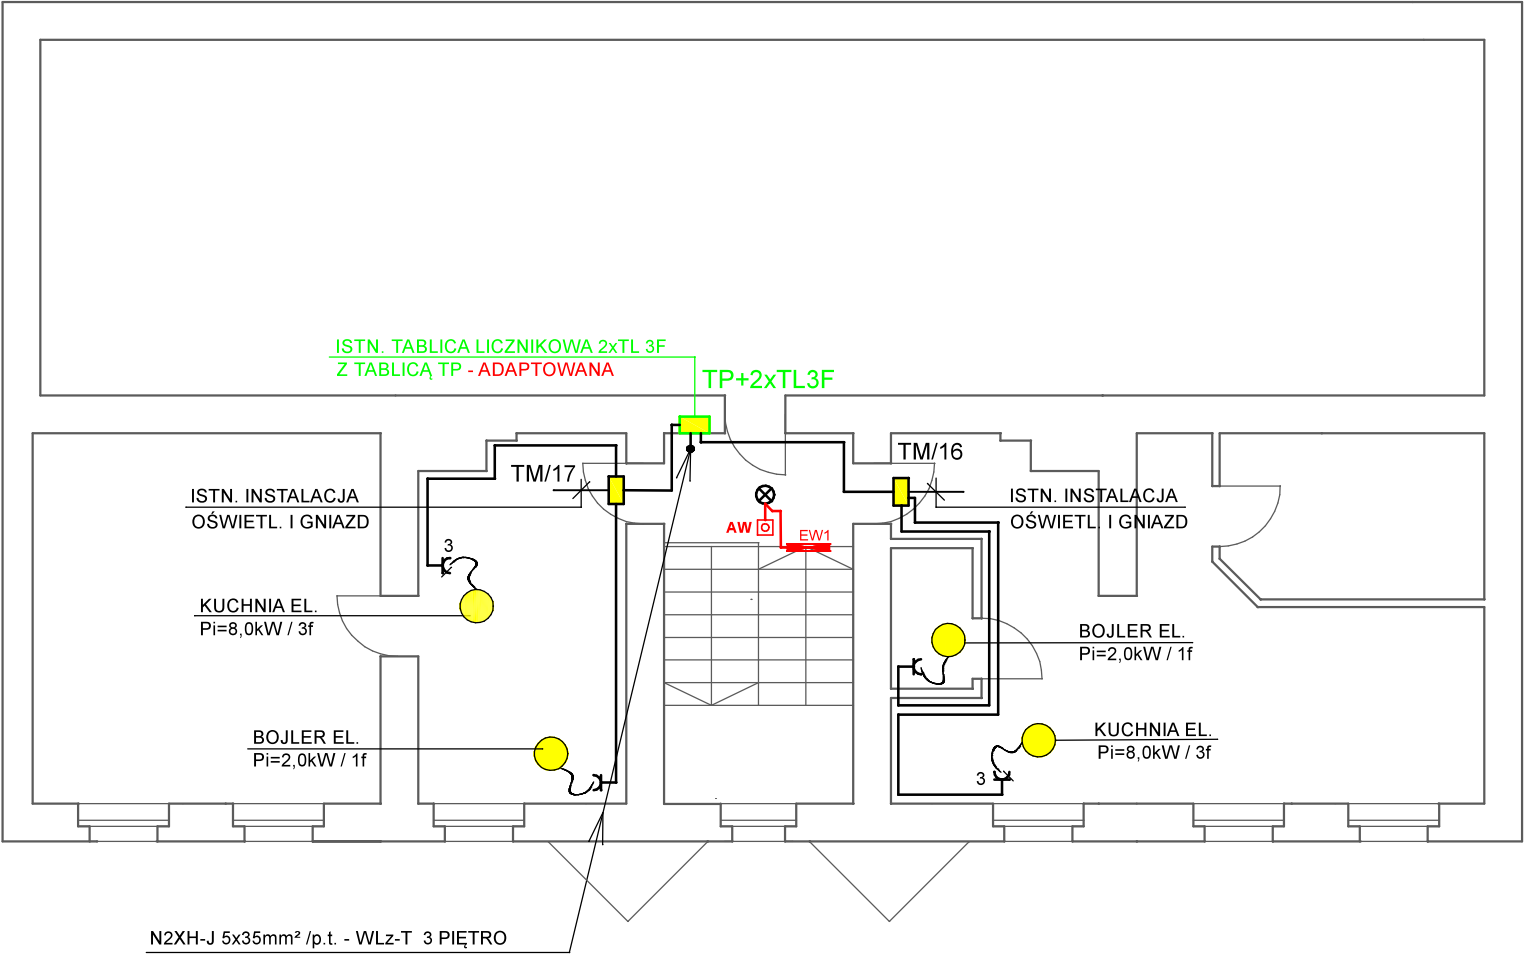 ISTN. TABLICA LICZNIKOWA 2xTL 3F
Z TABLICĄ TP - ADAPTOWANA
TP+2xTL3F
TM/17
TM/16
ISTN. INSTALACJA
OŚWIETL. I GNIAZD
ISTN. INSTALACJA
OŚWIETL. I GNIAZD
AW
EW1
3
KUCHNIA EL.
Pi=8,0kW / 3f
BOJLER EL.
Pi=2,0kW / 1f
BOJLER EL.
Pi=2,0kW / 1f
KUCHNIA EL.
Pi=8,0kW / 3f
3
N2XH-J 5x35mm² /p.t. - WLz-T 3 PIĘTRO